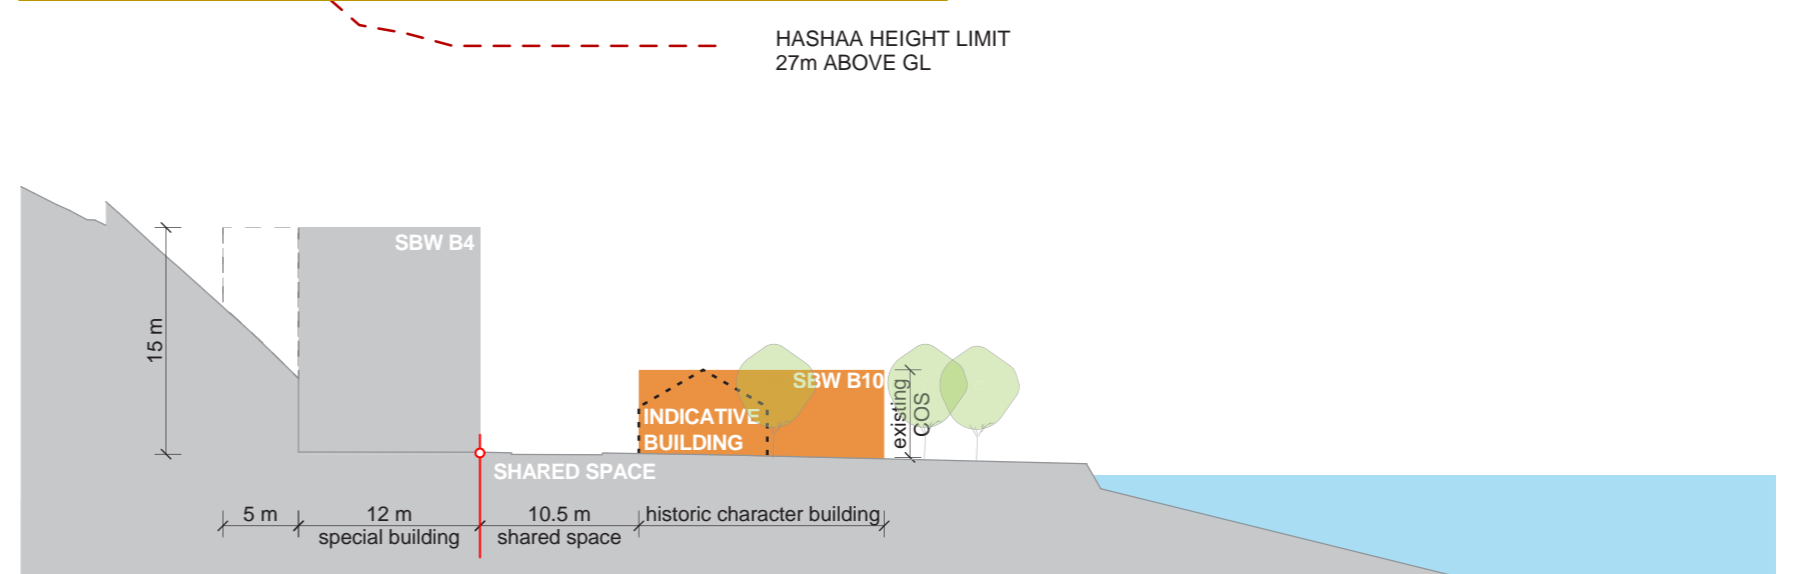 HASHAA HEIGHT LIMIT
27m ABOVE GL
SBW B4
15 m
SBW B10
existing
COS
INDICATIVE
BUILDING
SHARED SPACE
5 m
12 m
special building
10.5 m
shared space
historic character building